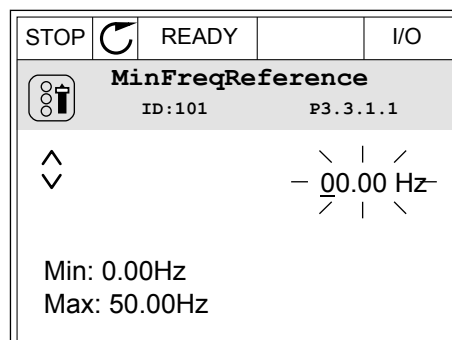 STOP READY I/O
MinFreqReference
ID:101 P3.3.1.1
00.00 Hz
Min: 0.00Hz
Max: 50.00Hz